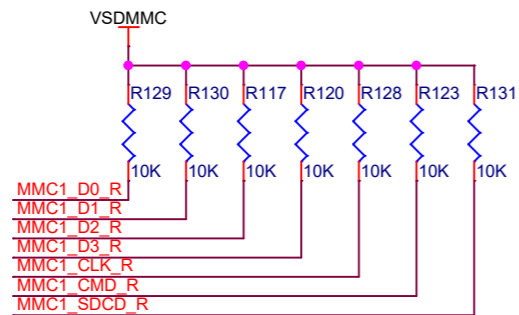 VSDMMC
R129 R130 R117 R120 R128 R123 R131
10K 10K 10K 10K 10K 10K 10K
MMC1_D0_R
MMC1_D1_R
MMC1_D2_R
MMC1_D3_R
MMC1_CLK_R
MMC1_CMD_R
MMC1_SDCD_R